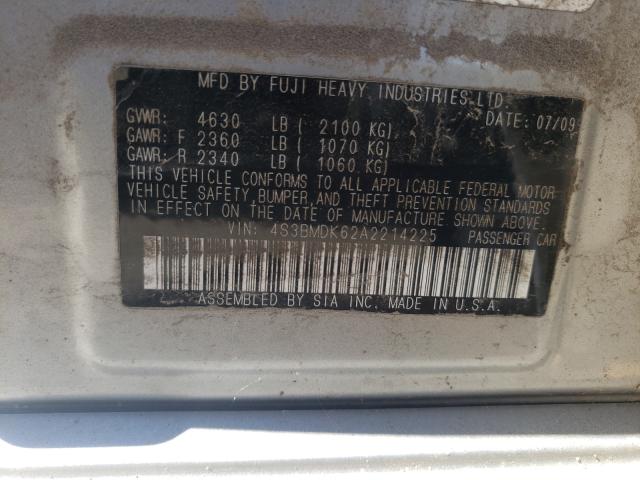 MFD BY FUJI HEAVY INDUSTRIES LTD.
GVWR: 4630 LB ( 2100 KG) DATE: 07/09
GAWR: F 2360 LB ( 1070 KG)
GAWR: R 2340 LB ( 1060 KG)
THIS VEHICLE CONFORMS TO ALL APPLICABLE FEDERAL MOTOR
VEHICLE SAFETY, BUMPER, AND THEFT PREVENTION STANDARDS
IN EFFECT ON THE DATE OF MANUFACTURE SHOWN ABOVE.
VIN: 4S3BMDK62A2214225 PASSENGER CAR
ASSEMBLED BY SIA INC. MADE IN U.S.A.